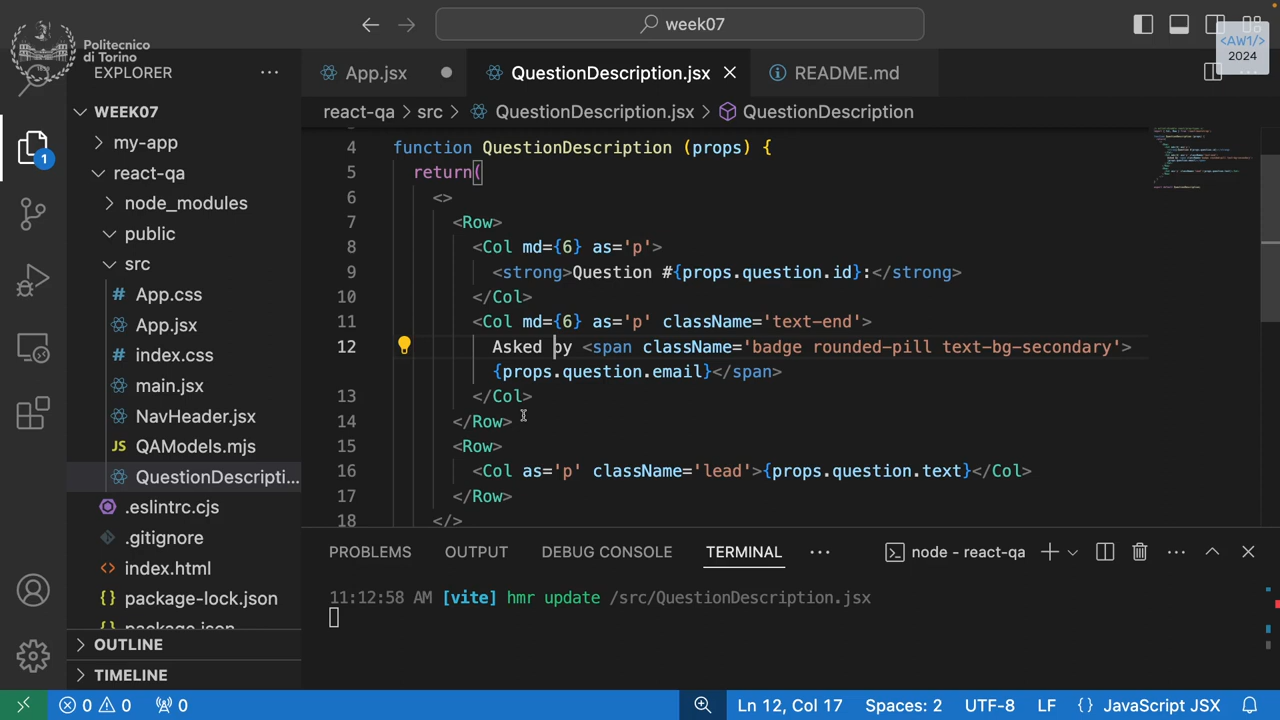 week07
Politecnico
di Torino
<AW1/>
2024
EXPLORER
App.jsx
QuestionDescription.jsx
README.md
WEEK07
react-qa > src > QuestionDescription.jsx > QuestionDescription
my-app
react-qa
node_modules
public
src
App.css
App.jsx
index.css
main.jsx
NavHeader.jsx
QAModels.mjs
QuestionDescripti...
.eslintrc.cjs
.gitignore
index.html
package-lock.json
package.json
OUTLINE
TIMELINE
1
4 function QuestionDescription (props) {
5 return(
6 <>
7 <Row>
8 <Col md={6} as='p'>
9 <strong>Question #{props.question.id}:</strong>
10 </Col>
11 <Col md={6} as='p' className='text-end'>
12 Asked by <span className='badge rounded-pill text-bg-secondary'>
{props.question.email}</span>
13 </Col>
14 </Row>
15 <Row>
16 <Col as='p' className='lead'>{props.question.text}</Col>
17 </Row>
18 </>
PROBLEMS OUTPUT DEBUG CONSOLE TERMINAL ... node - react-qa
11:12:58 AM [vite] hmr update /src/QuestionDescription.jsx
0 0 0 Ln 12, Col 17 Spaces: 2 UTF-8 LF {} JavaScript JSX